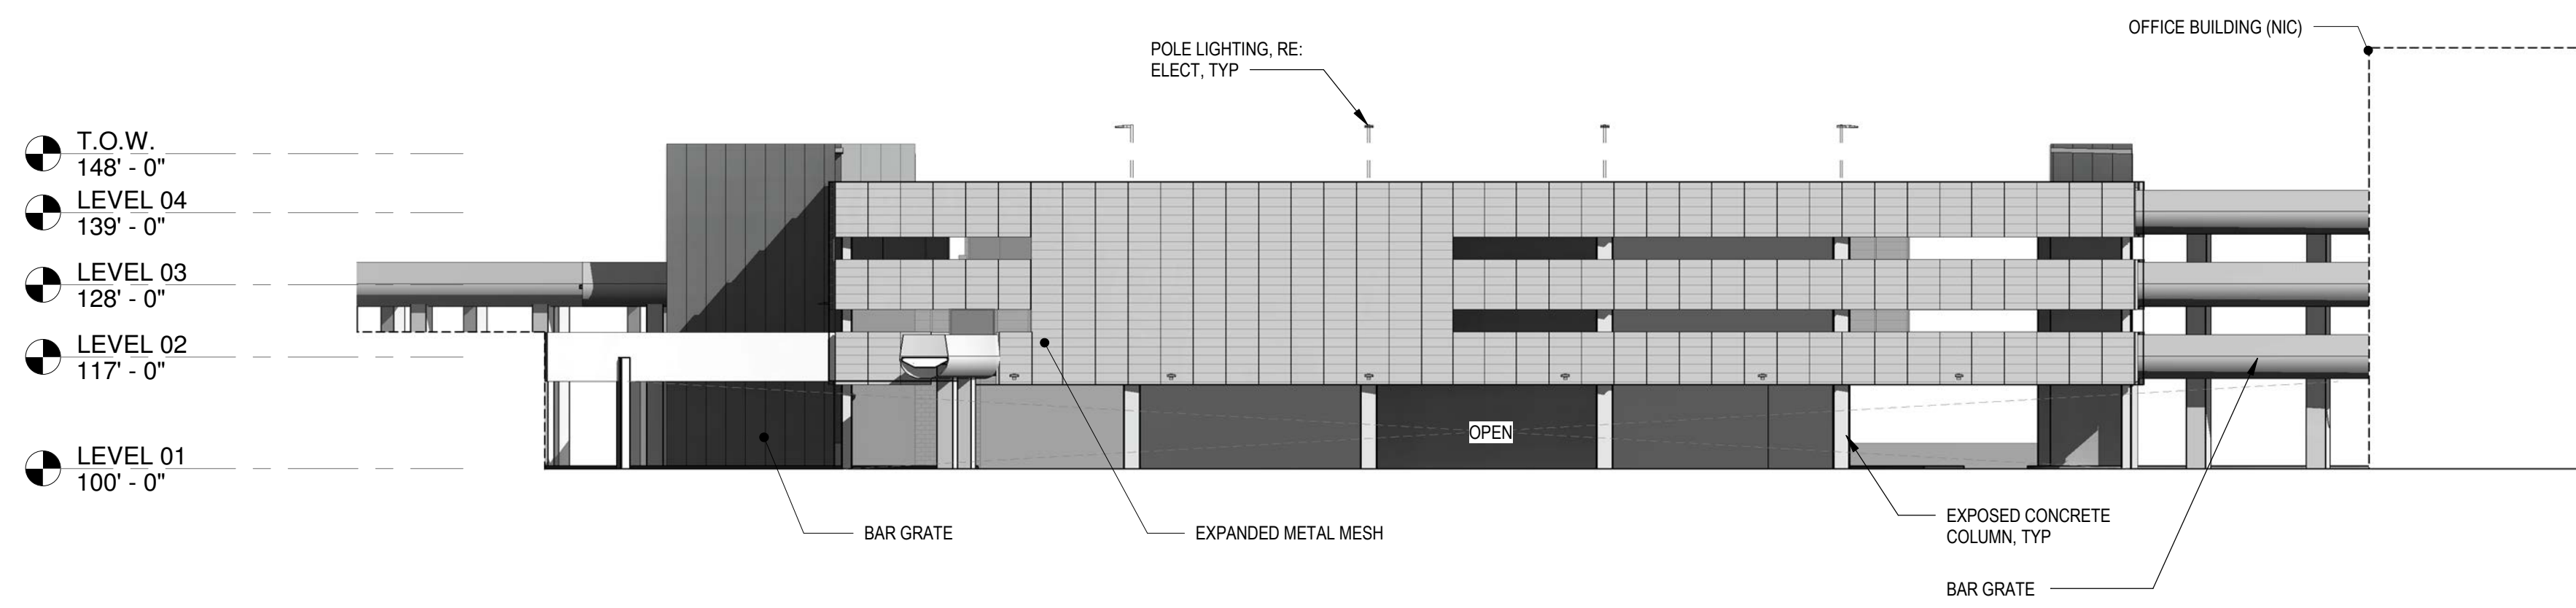 OFFICE BUILDING (NIC)
POLE LIGHTING, RE:
ELECT, TYP
T.O.W.
148' - 0"
LEVEL 04
139' - 0"
LEVEL 03
128' - 0"
LEVEL 02
117' - 0"
LEVEL 01
100' - 0"
OPEN
BAR GRATE
EXPANDED METAL MESH
EXPOSED CONCRETE
COLUMN, TYP
BAR GRATE